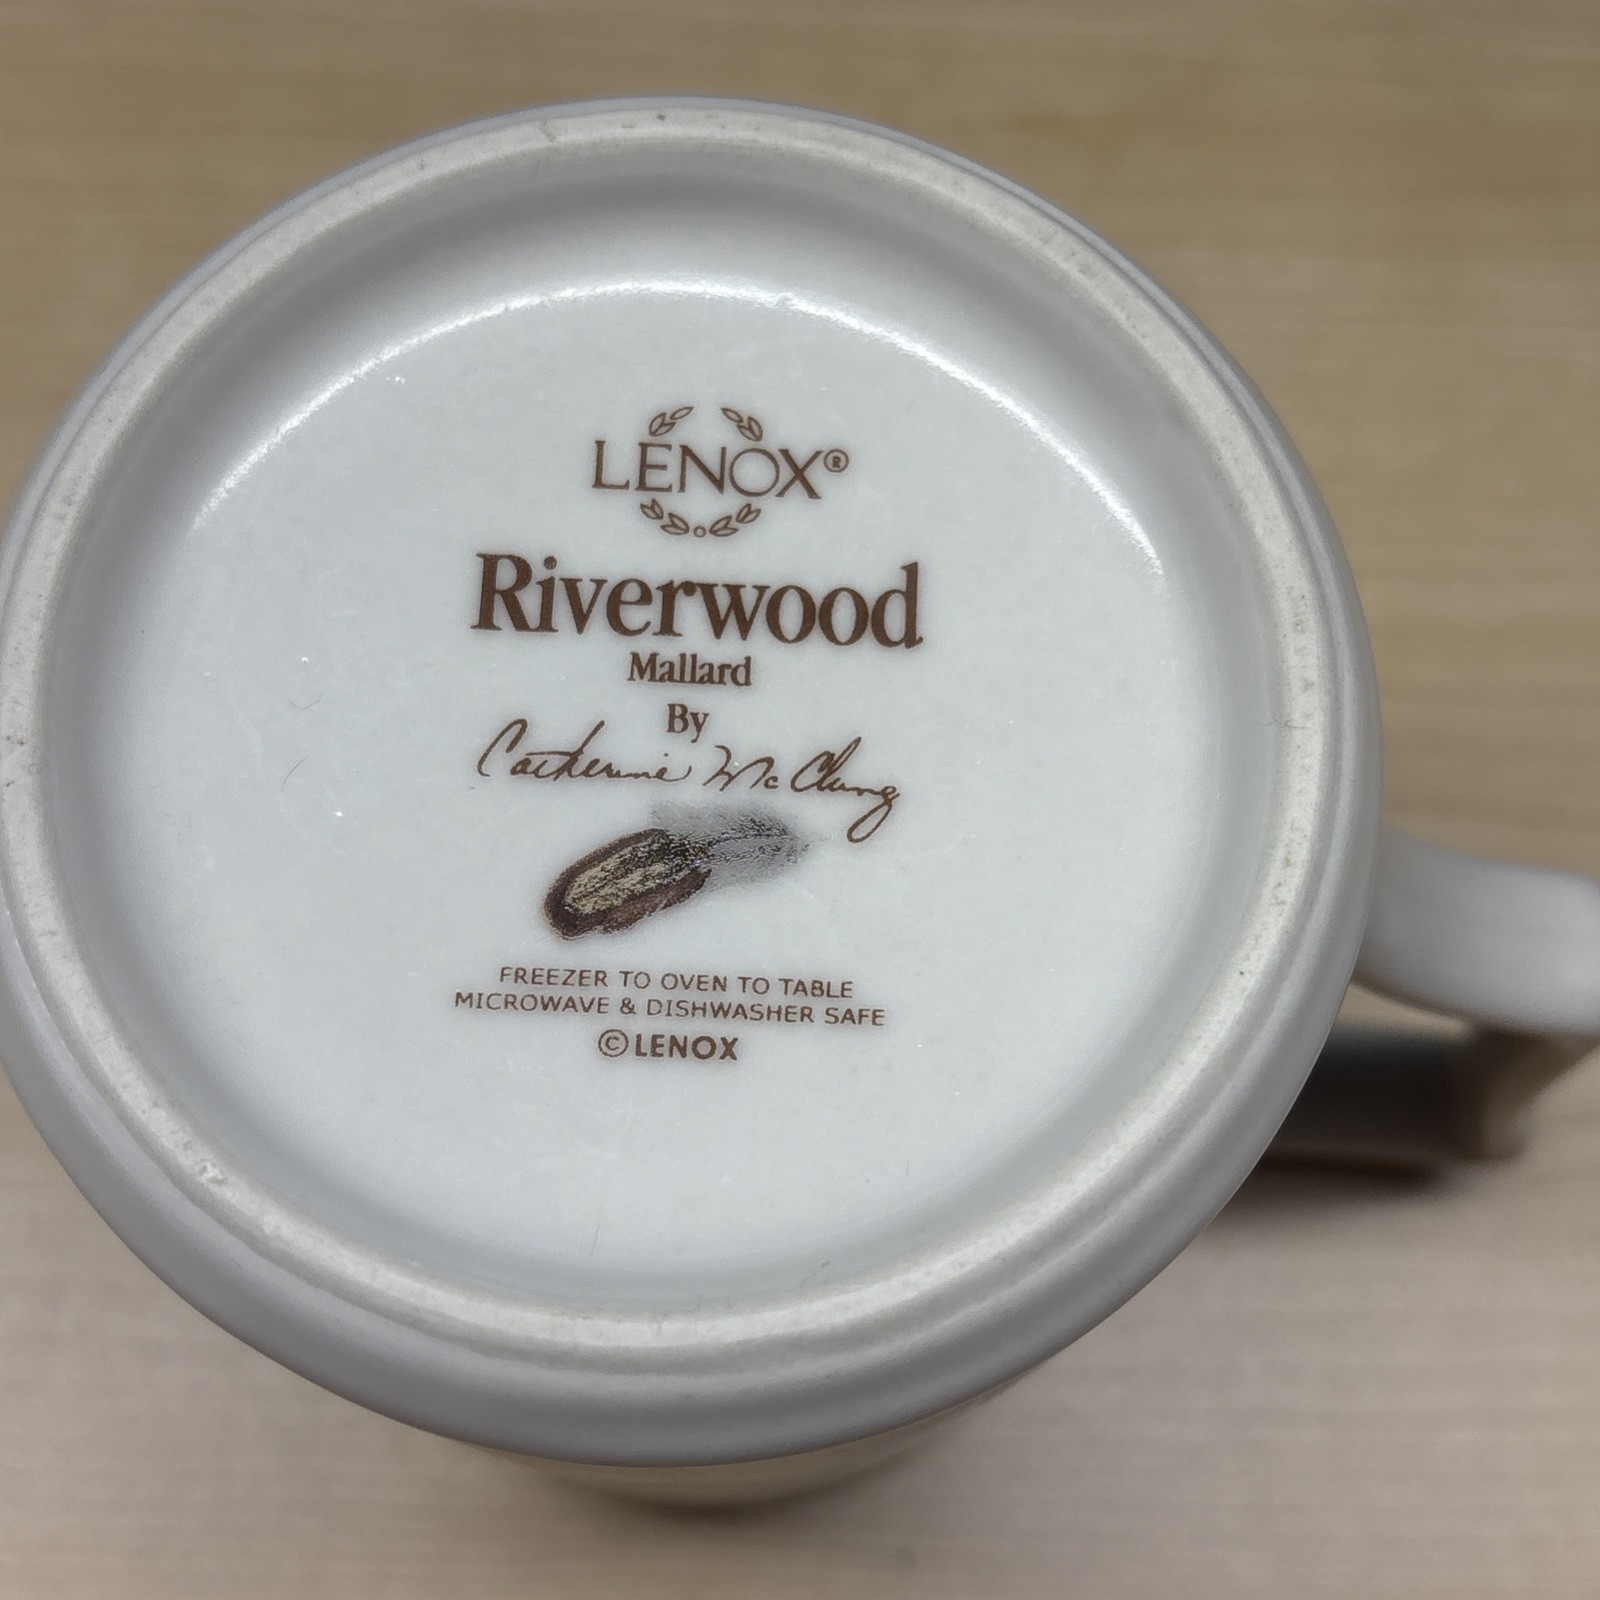 LENOX®
Riverwood
Mallard
By
Catherine McClung
FREEZER TO OVEN TO TABLE
MICROWAVE & DISHWASHER SAFE
©LENOX